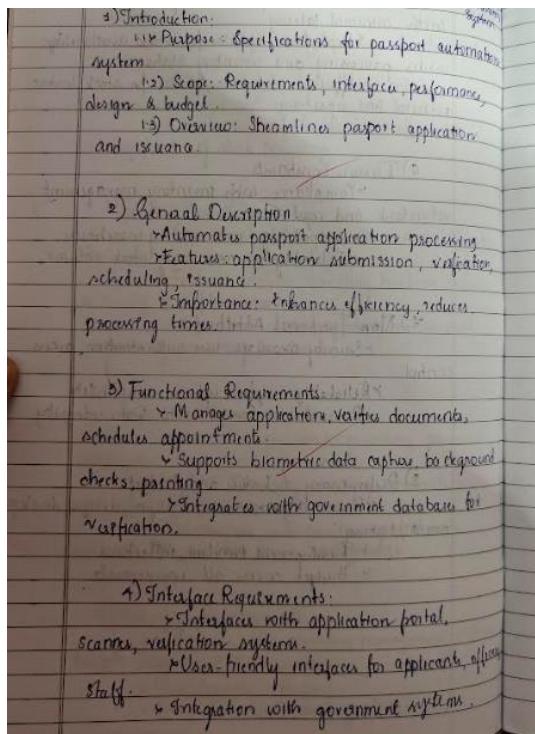 1) Introduction:
1.1) Purpose: Specifications for passport automation
system
1.2) Scope: Requirements, interfaces, performance,
design & budget.
1.3) Overview: Streamlines passport application
and issuance
2) General Description
Automates passport application processing
Features: application submission, verification,
scheduling, issuance.
Importance: Enhances efficiency, reduces
processing times.
3) Functional Requirements:
Manages application, verifies documents,
schedules appointments.
Supports biometric data capture, background
checks, printing
Integrates with government databases for
verification.
4) Interface Requirements:
Interfaces with application portal,
scanner, verification systems.
User-friendly interfaces for applicants, officers
staff.
Integration with government systems.
System